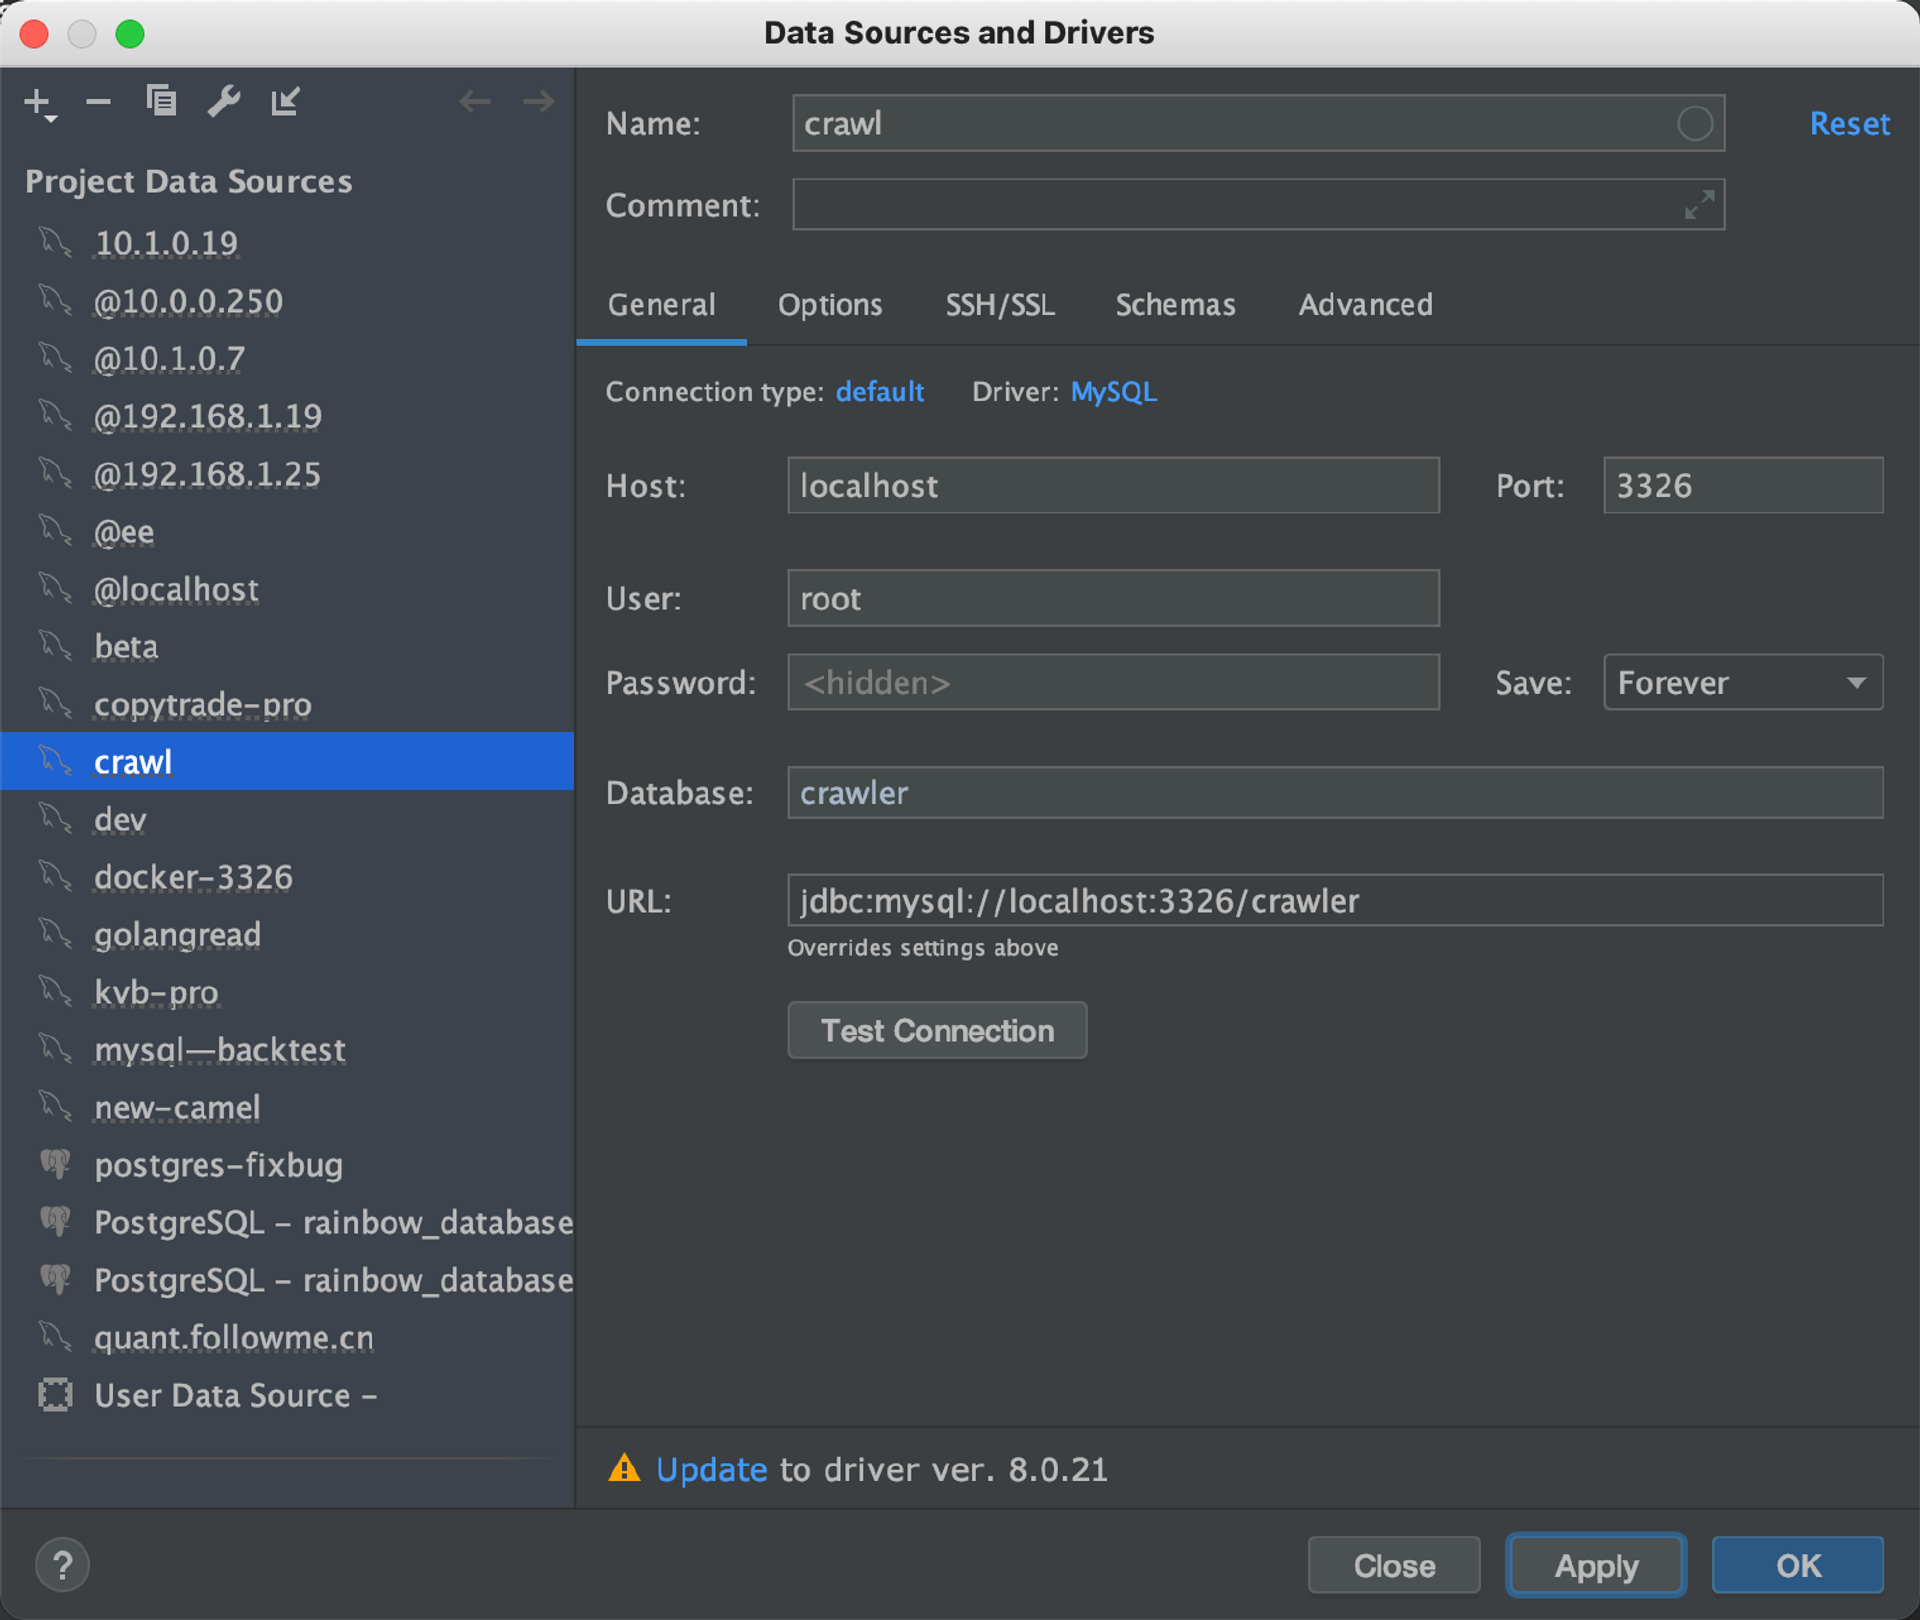 Data Sources and Drivers
Project Data Sources
10.1.0.19
@10.0.0.250
@10.1.0.7
@192.168.1.19
@192.168.1.25
@ee
@localhost
beta
copytrade-pro
crawl
dev
docker-3326
golangread
kvb-pro
mysql—backtest
new-camel
postgres-fixbug
PostgreSQL - rainbow_database
PostgreSQL - rainbow_database
quant.followme.cn
User Data Source -
Name: crawl Reset
Comment:
General Options SSH/SSL Schemas Advanced
Connection type: default Driver: MySQL
Host: localhost Port: 3326
User: root
Password: <hidden> Save: Forever
Database: crawler
URL: jdbc:mysql://localhost:3326/crawler
Overrides settings above
Test Connection
Update to driver ver. 8.0.21
? Close Apply OK